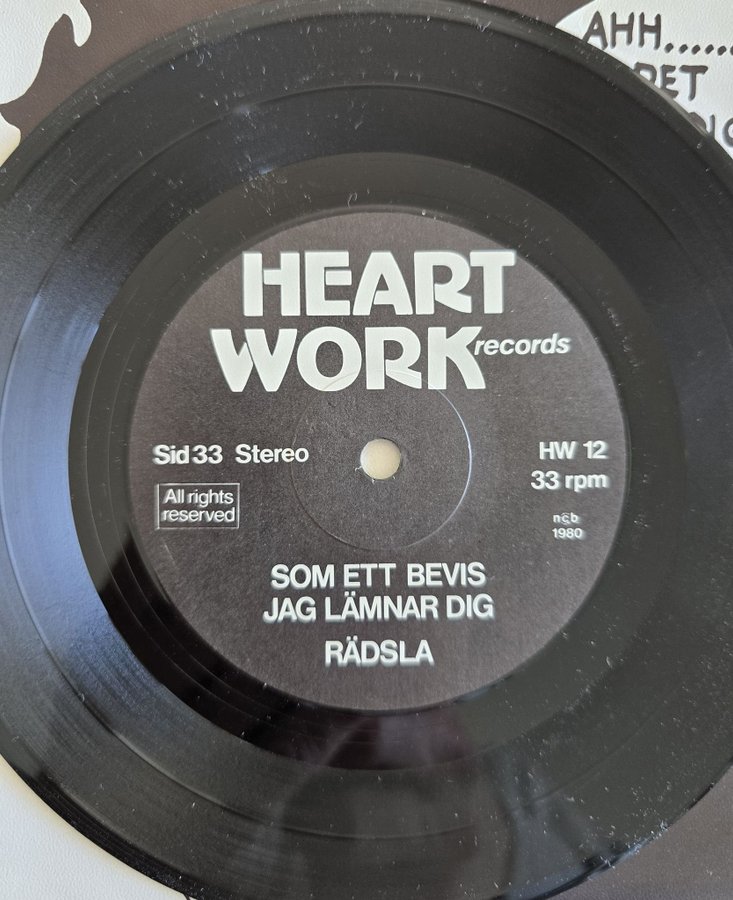 AHH......
HEART
WORK records
Sid 33 Stereo
HW 12
33 rpm
All rights
reserved
ncb
1980
SOM ETT BEVIS
JAG LÄMNAR DIG
RÄDSLA